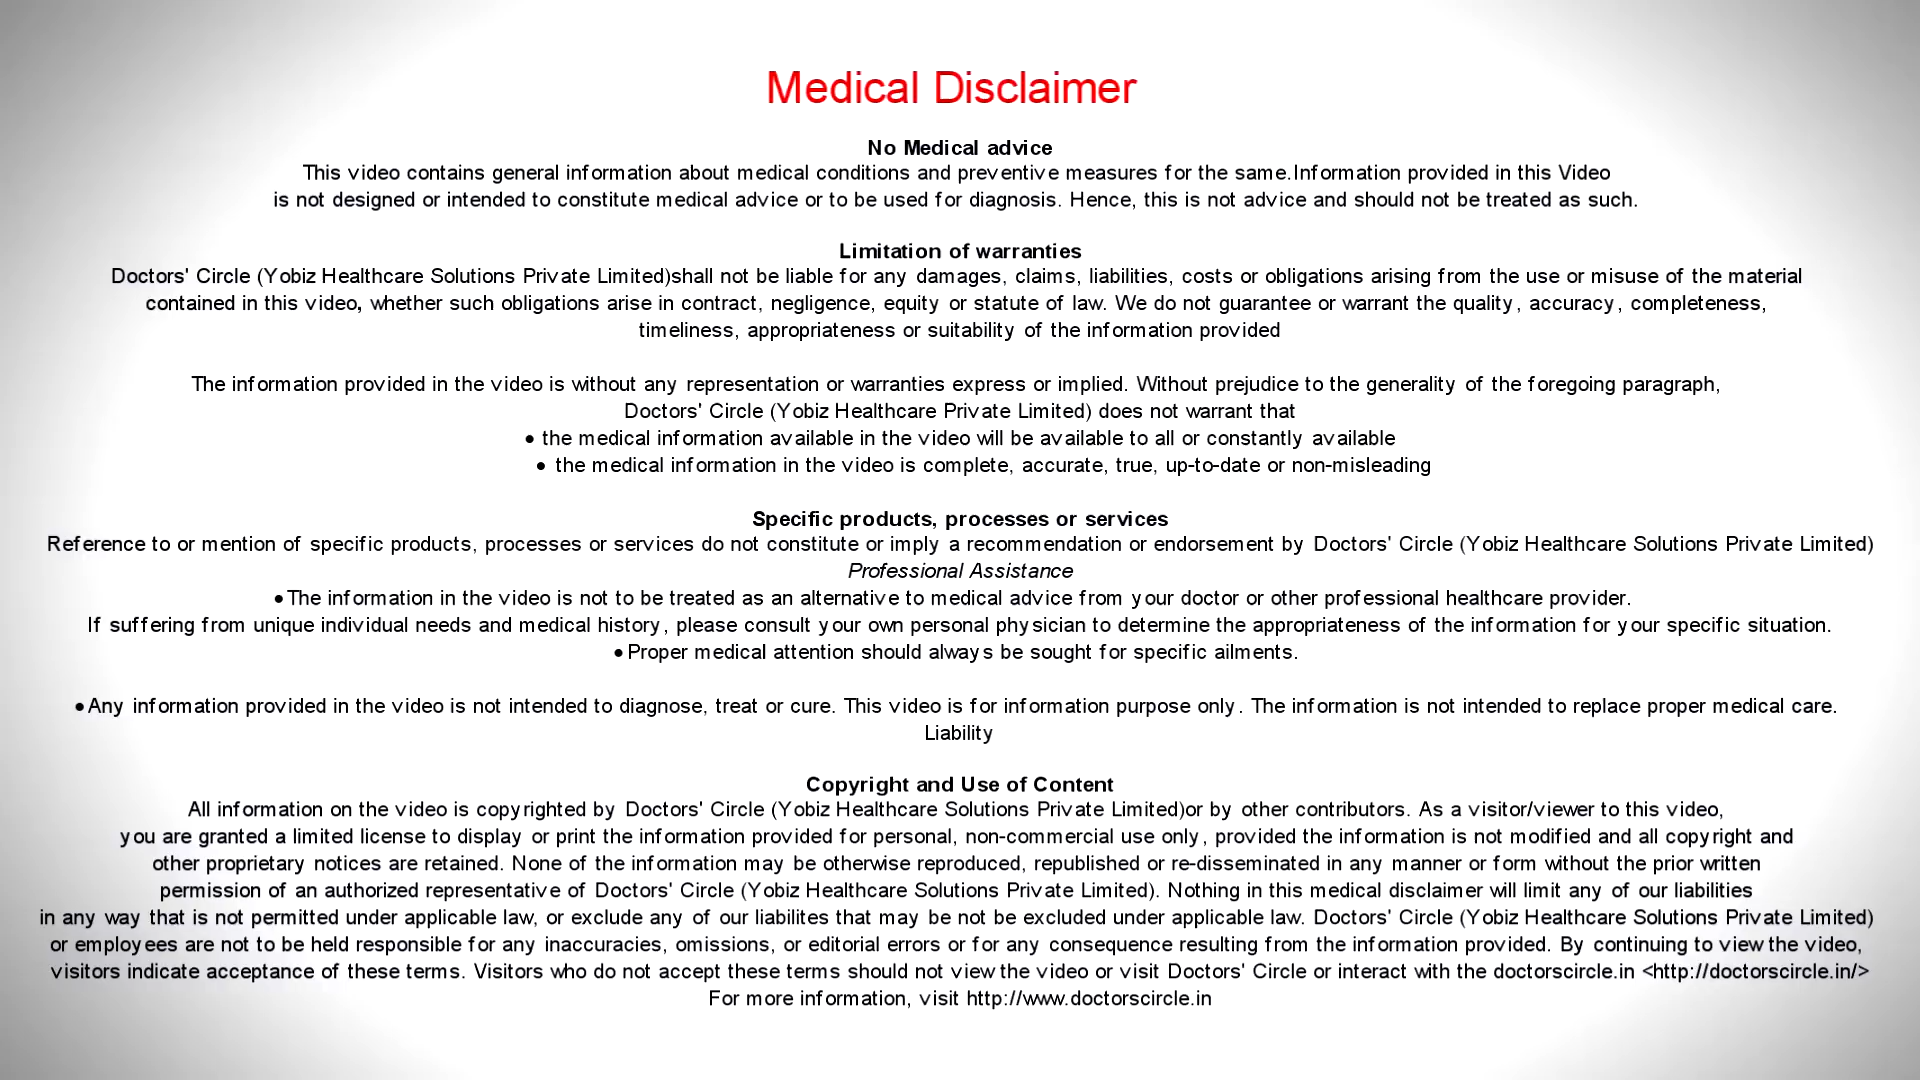 Medical Disclaimer
No Medical advice
This video contains general information about medical conditions and preventive measures for the same.Information provided in this Video
is not designed or intended to constitute medical advice or to be used for diagnosis. Hence, this is not advice and should not be treated as such.
Limitation of warranties
Doctors' Circle (Yobiz Healthcare Solutions Private Limited)shall not be liable for any damages, claims, liabilities, costs or obligations arising from the use or misuse of the material
contained in this video, whether such obligations arise in contract, negligence, equity or statute of law. We do not guarantee or warrant the quality, accuracy, completeness,
timeliness, appropriateness or suitability of the information provided
The information provided in the video is without any representation or warranties express or implied. Without prejudice to the generality of the foregoing paragraph,
Doctors' Circle (Yobiz Healthcare Private Limited) does not warrant that
• the medical information available in the video will be available to all or constantly available
• the medical information in the video is complete, accurate, true, up-to-date or non-misleading
Specific products, processes or services
Reference to or mention of specific products, processes or services do not constitute or imply a recommendation or endorsement by Doctors' Circle (Yobiz Healthcare Solutions Private Limited)
Professional Assistance
•The information in the video is not to be treated as an alternative to medical advice from your doctor or other professional healthcare provider.
If suffering from unique individual needs and medical history, please consult your own personal physician to determine the appropriateness of the information for your specific situation.
•Proper medical attention should always be sought for specific ailments.
•Any information provided in the video is not intended to diagnose, treat or cure. This video is for information purpose only. The information is not intended to replace proper medical care.
Liability
Copyright and Use of Content
All information on the video is copyrighted by Doctors' Circle (Yobiz Healthcare Solutions Private Limited)or by other contributors. As a visitor/viewer to this video,
you are granted a limited license to display or print the information provided for personal, non-commercial use only, provided the information is not modified and all copyright and
other proprietary notices are retained. None of the information may be otherwise reproduced, republished or re-disseminated in any manner or form without the prior written
permission of an authorized representative of Doctors' Circle (Yobiz Healthcare Solutions Private Limited). Nothing in this medical disclaimer will limit any of our liabilities
in any way that is not permitted under applicable law, or exclude any of our liabilites that may be not be excluded under applicable law. Doctors' Circle (Yobiz Healthcare Solutions Private Limited)
or employees are not to be held responsible for any inaccuracies, omissions, or editorial errors or for any consequence resulting from the information provided. By continuing to view the video,
visitors indicate acceptance of these terms. Visitors who do not accept these terms should not view the video or visit Doctors' Circle or interact with the doctorscircle.in <http://doctorscircle.in/>
For more information, visit http://www.doctorscircle.in